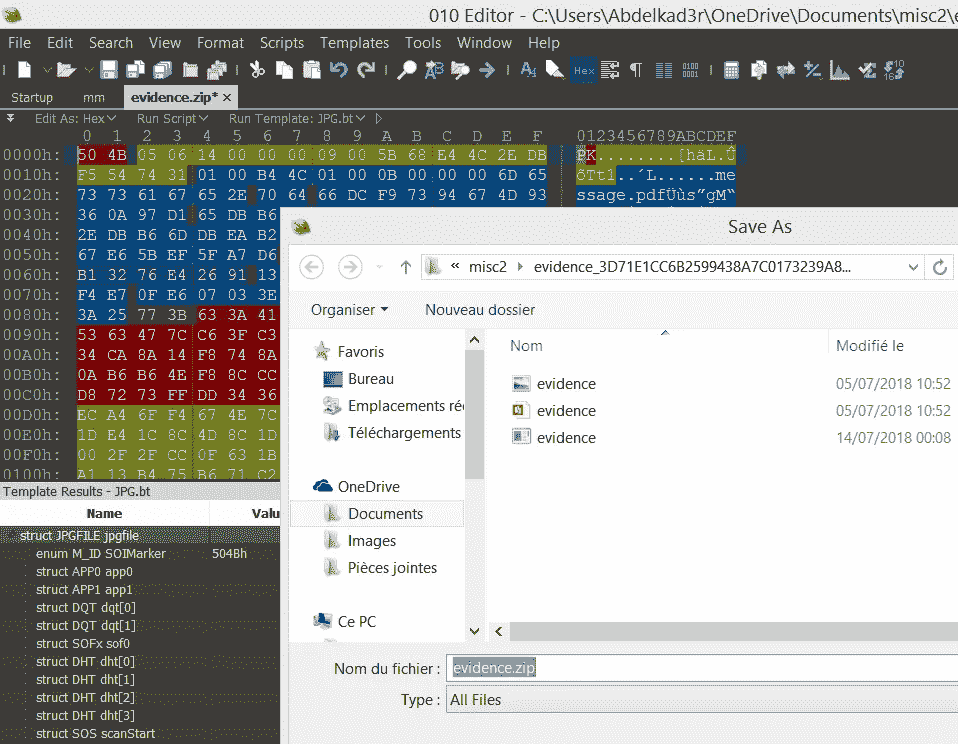 010 Editor - C:\Users\Abdelkad3r\OneDrive\Documents\misc2\e
File Edit Search View Format Scripts Templates Tools Window Help
Startup mm evidence.zip* ×
Edit As: Hex Run Script Run Template: JPG.bt
0 1 2 3 4 5 6 7 8 9 A B C D E F 0123456789ABCDEF
0000h: 50 4B 05 06 14 00 00 00 09 00 5B 68 E4 4C 2E DB PK........[häL.Û
0010h: F5 54 74 31 01 00 B4 4C 01 00 0B 00 00 00 6D 65 õTt1..´L......me
0020h: 73 73 61 67 65 2E 70 64 66 DC F9 73 94 67 4D 93 ssage.pdfÜùs”gM“
0030h: 36 0A 97 D1 65 DB B6
0040h: 2E DB B6 6D DB EA B2
0050h: 67 E6 5B EF 5F A7 D6
0060h: B1 32 76 E4 26 91 13
0070h: F4 E7 0F E6 07 03 3E
0080h: 3A 25 77 3B 63 3A 41
0090h: 53 63 47 7C C6 3F C3
00A0h: 34 CA 8A 14 F8 74 8A
00B0h: 0A B6 B6 4E F8 8C CC
00C0h: D8 72 73 FF DD 34 36
00D0h: EC A4 6F F4 67 4E 7C
00E0h: 1D E4 1C 8C 4D 8C 1D
00F0h: 00 2F 2F CC 0F 63 1B
0100h: A1 13 B4 75 B6 71 C2
Template Results - JPG.bt
Name Valu
struct JPGFILE jpgfile
enum M_ID SOIMarker 504Bh
struct APP0 app0
struct APP1 app1
struct DQT dqt[0]
struct DQT dqt[1]
struct SOFx sof0
struct DHT dht[0]
struct DHT dht[1]
struct DHT dht[2]
struct DHT dht[3]
struct SOS scanStart
Save As
« misc2 evidence_3D71E1CC6B2599438A7C0173239A8...
Organiser Nouveau dossier
Favoris
Bureau
Emplacements réc
Téléchargements
OneDrive
Documents
Images
Pièces jointes
Ce PC
Nom Modifié le
evidence 05/07/2018 10:52
evidence 05/07/2018 10:52
evidence 14/07/2018 00:08
Nom du fichier : evidence.zip
Type : All Files